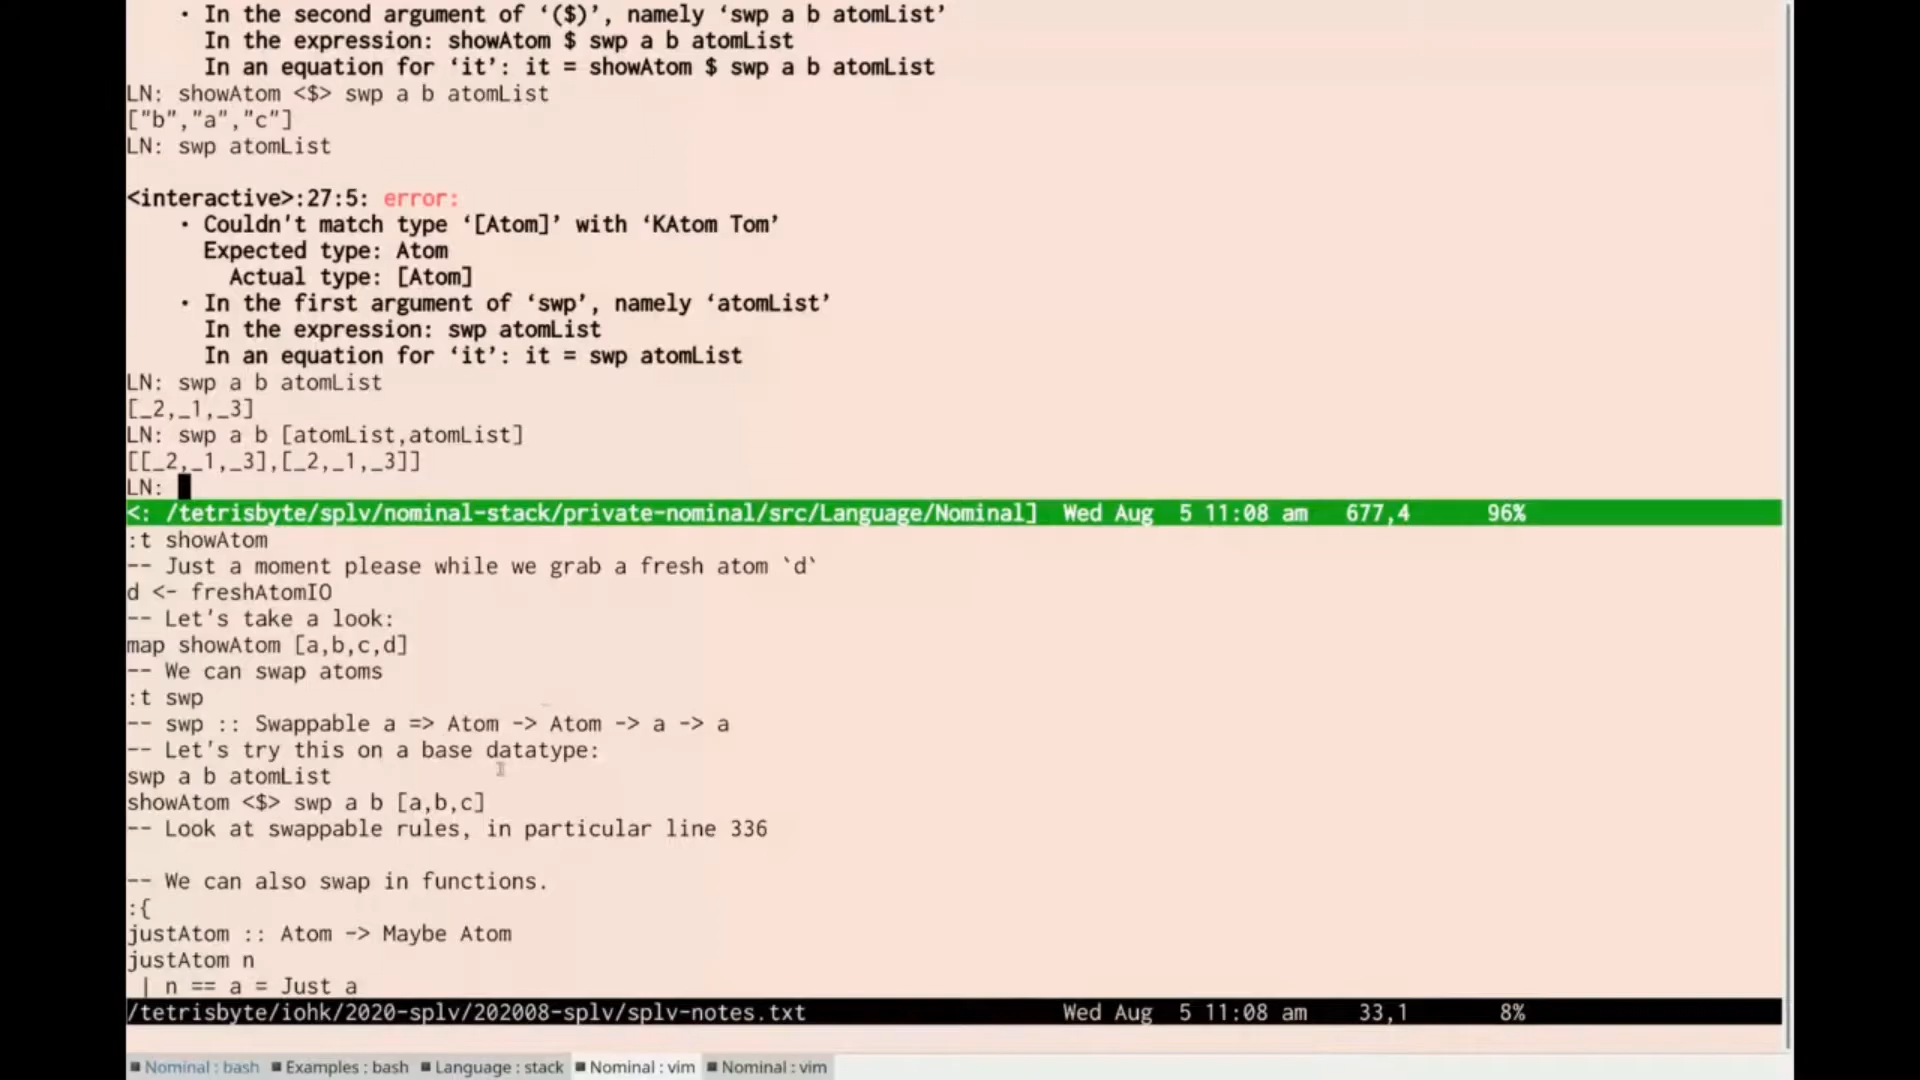 • In the second argument of ‘($)’, namely ‘swp a b atomList’
In the expression: showAtom $ swp a b atomList
In an equation for ‘it’: it = showAtom $ swp a b atomList
LN: showAtom <$> swp a b atomList
["b","a","c"]
LN: swp atomList
<interactive>:27:5: error:
• Couldn't match type ‘[Atom]’ with ‘KAtom Tom’
Expected type: Atom
Actual type: [Atom]
• In the first argument of ‘swp’, namely ‘atomList’
In the expression: swp atomList
In an equation for ‘it’: it = swp atomList
LN: swp a b atomList
[_2,_1,_3]
LN: swp a b [atomList,atomList]
[[_2,_1,_3],[_2,_1,_3]]
LN:
<: /tetrisbyte/splv/nominal-stack/private-nominal/src/Language/Nominal] Wed Aug 5 11:08 am 677,4 96%
:t showAtom
-- Just a moment please while we grab a fresh atom `d`
d <- freshAtomIO
-- Let's take a look:
map showAtom [a,b,c,d]
-- We can swap atoms
:t swp
-- swp :: Swappable a => Atom -> Atom -> a -> a
-- Let's try this on a base datatype:
swp a b atomList
showAtom <$> swp a b [a,b,c]
-- Look at swappable rules, in particular line 336
-- We can also swap in functions.
:{
justAtom :: Atom -> Maybe Atom
justAtom n
| n == a = Just a
/tetrisbyte/iohk/2020-splv/202008-splv/splv-notes.txt Wed Aug 5 11:08 am 33,1 8%
Nominal : bash Examples : bash Language : stack Nominal : vim Nominal : vim